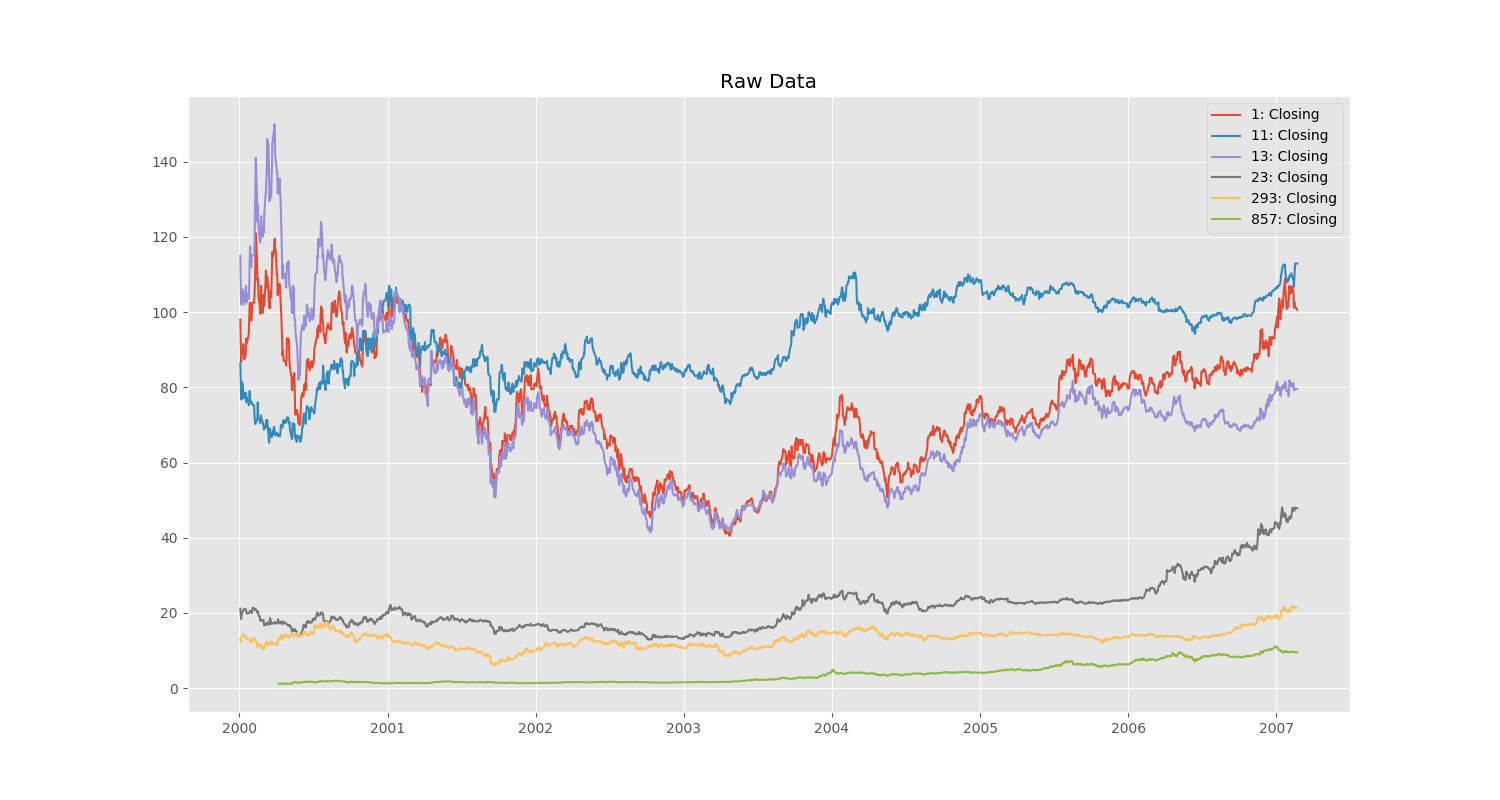 Raw Data
1: Closing
11: Closing
13: Closing
23: Closing
293: Closing
857: Closing
140
120
100
80
60
40
20
0
2000 2001 2002 2003 2004 2005 2006 2007